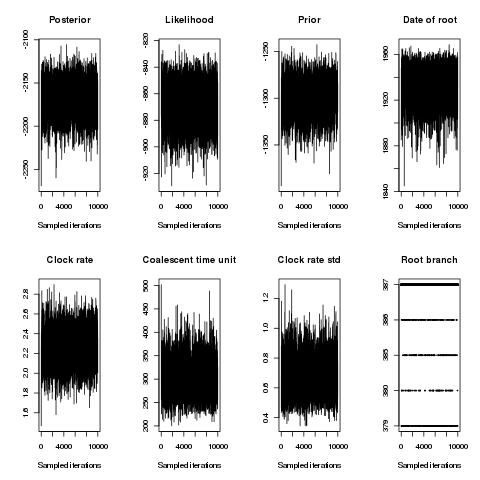 Posterior
-2100
-2150
-2200
-2250
0 4000 10000
Sampled iterations
Likelihood
-820
-840
-860
-880
-900
-920
0 4000 10000
Sampled iterations
Prior
-1250
-1300
-1350
0 4000 10000
Sampled iterations
Date of root
1960
1920
1880
1840
0 4000 10000
Sampled iterations
Clock rate
2.8
2.6
2.4
2.2
2.0
1.8
1.6
0 4000 10000
Sampled iterations
Coalescent time unit
500
450
400
350
300
250
200
0 4000 10000
Sampled iterations
Clock rate std
1.2
1.0
0.8
0.6
0.4
0 4000 10000
Sampled iterations
Root branch
387
386
385
380
379
0 4000 10000
Sampled iterations